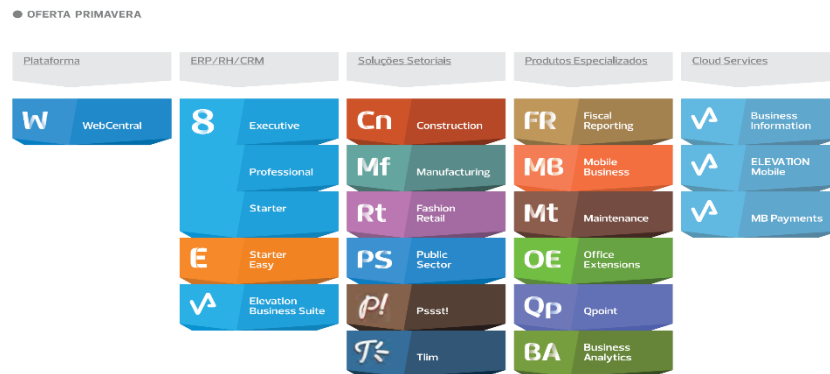 OFERTA PRIMAVERA
Plataforma
ERP/RH/CRM
Soluções Setoriais
Produtos Especializados
Cloud Services
W WebCentral
8 Executive
Professional
Starter
E Starter
Easy
Elevation
Business Suite
Cn Construction
Mf Manufacturing
Rt Fashion
Retail
PS Public
Sector
P! Pssst!
T Tlim
FR Fiscal
Reporting
MB Mobile
Business
Mt Maintenance
OE Office
Extensions
Qp Qpoint
BA Business
Analytics
Business
Information
ELEVATION
Mobile
MB Payments